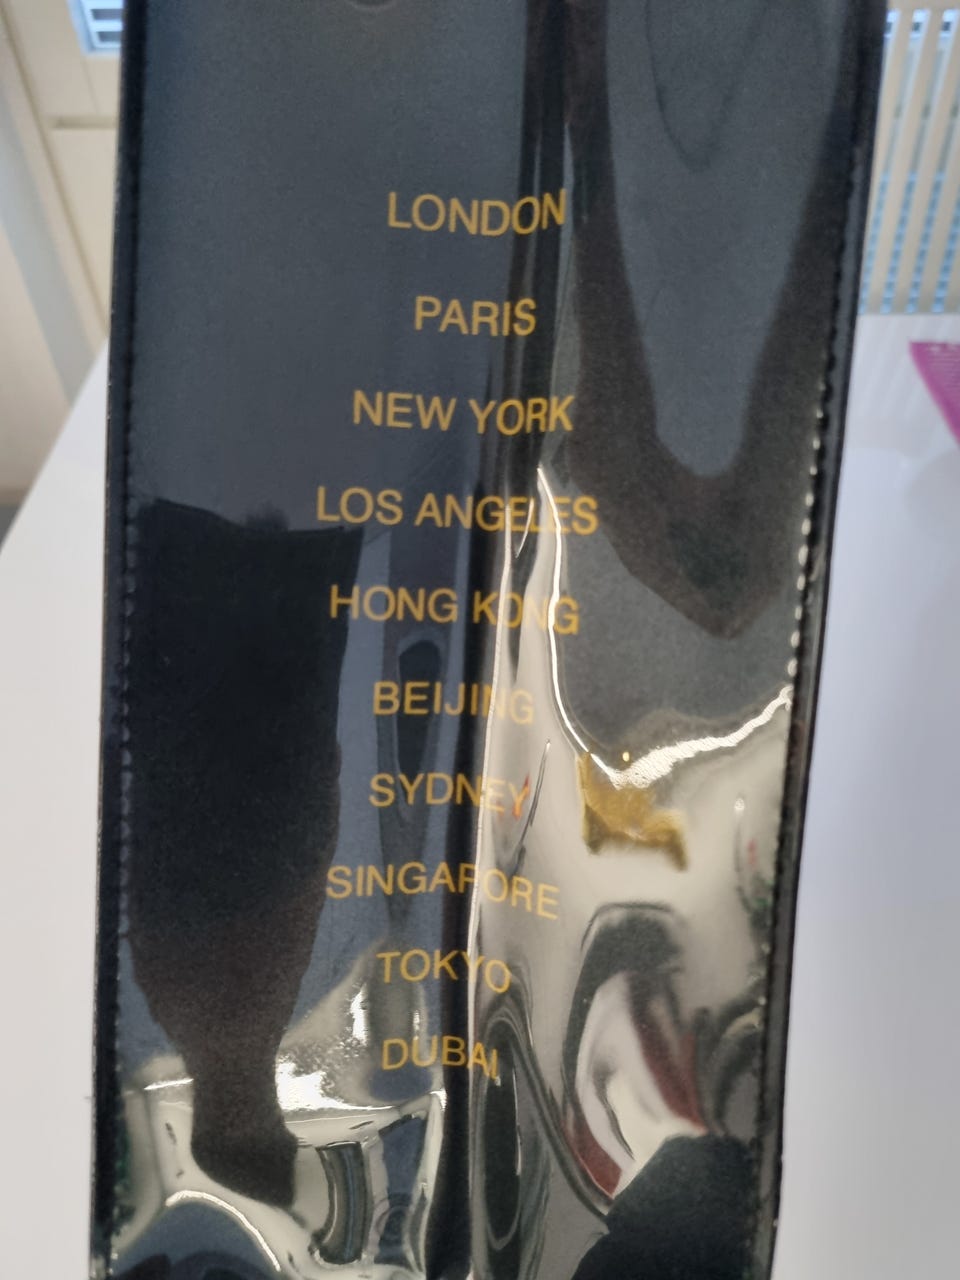 LONDON
PARIS
NEW YORK
LOS ANGELES
HONG KONG
BEIJING
SYDNEY
SINGAPORE
TOKYO
DUBAI